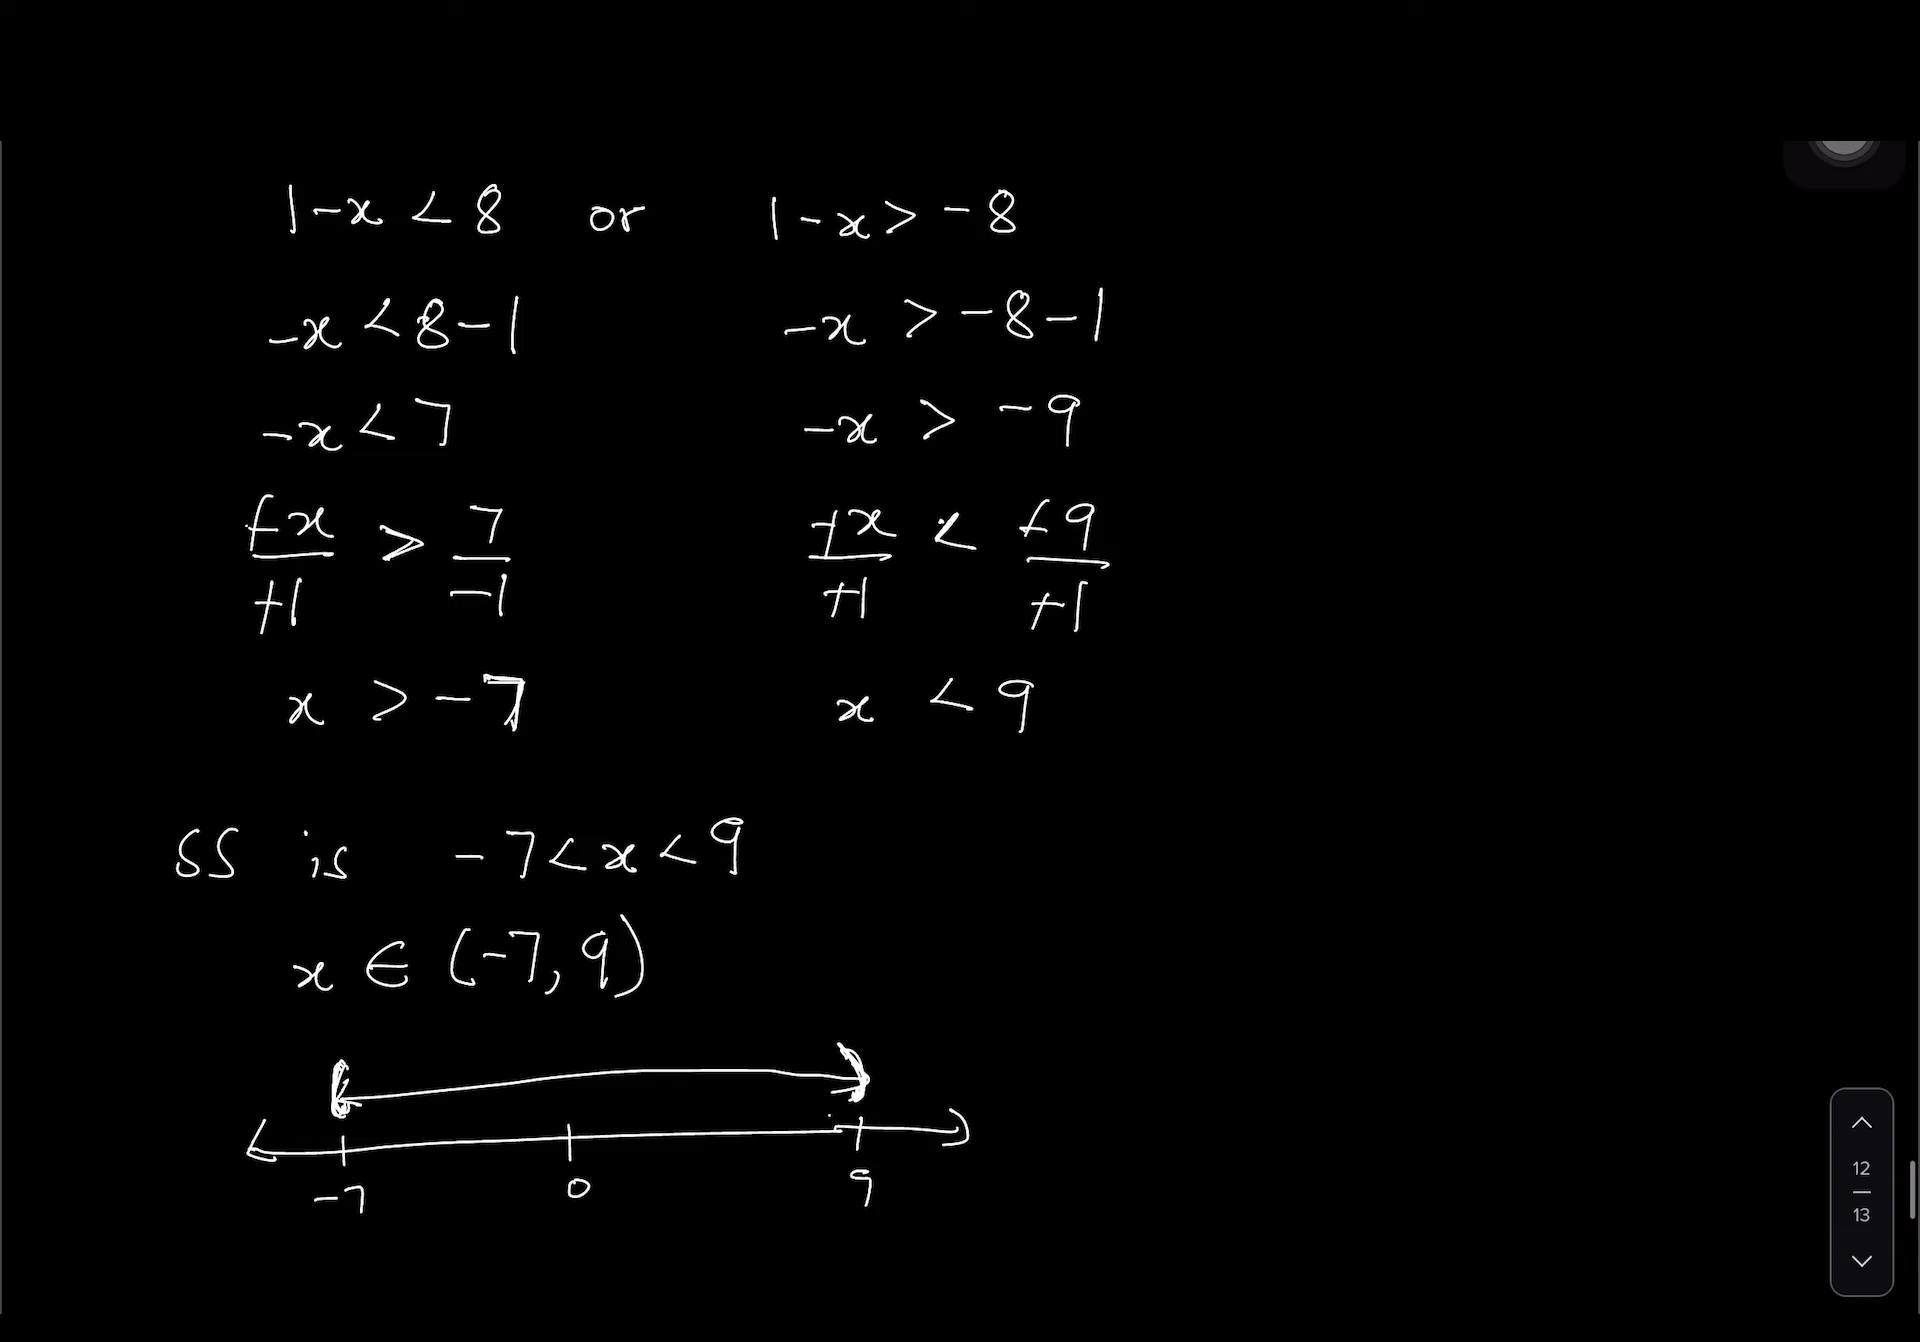 1-x < 8 or 1-x > -8
-x < 8-1 -x > -8-1
-x < 7 -x > -9
+x/+1 > 7/-1 +x/+1 < +9/+1
x > -7 x < 9
SS is -7 < x < 9
x ∈ (-7, 9)
-7 0 9
12
13